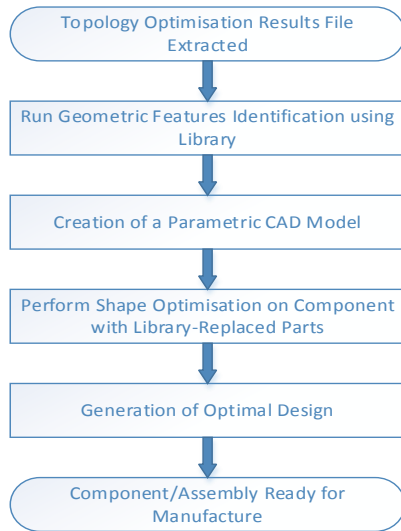 Topology Optimisation Results File
Extracted
Run Geometric Features Identification using
Library
Creation of a Parametric CAD Model
Perform Shape Optimisation on Component
with Library-Replaced Parts
Generation of Optimal Design
Component/Assembly Ready for
Manufacture